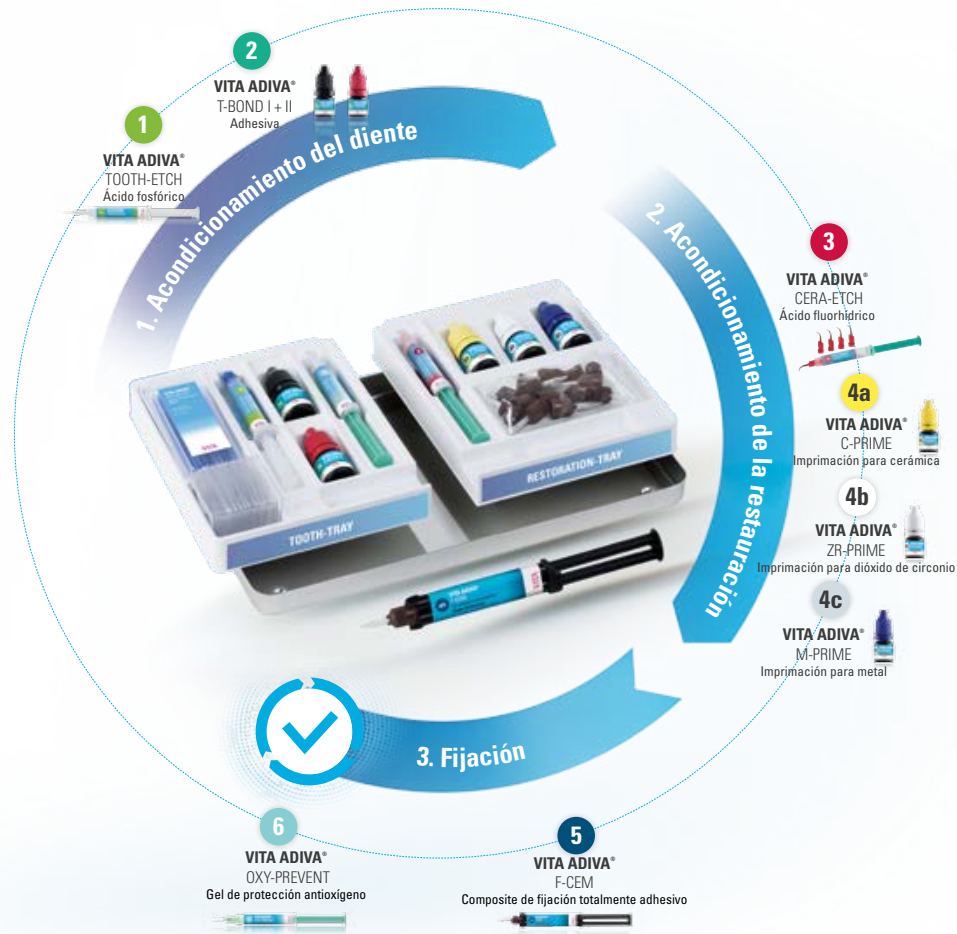 2
VITA ADIVA®
T-BOND I + II
Adhesiva
1
VITA ADIVA®
TOOTH-ETCH
Ácido fosfórico
1. Acondicionamiento del diente
2. Acondicionamiento de la restauración
3
VITA ADIVA®
CERA-ETCH
Ácido fluorhídrico
4a
VITA ADIVA®
C-PRIME
Imprimación para cerámica
4b
VITA ADIVA®
ZR-PRIME
Imprimación para dióxido de circonio
4c
VITA ADIVA®
M-PRIME
Imprimación para metal
TOOTH-TRAY
RESTORATION-TRAY
3. Fijación
6
VITA ADIVA®
OXY-PREVENT
Gel de protección antioxígeno
5
VITA ADIVA®
F-CEM
Composite de fijación totalmente adhesivo